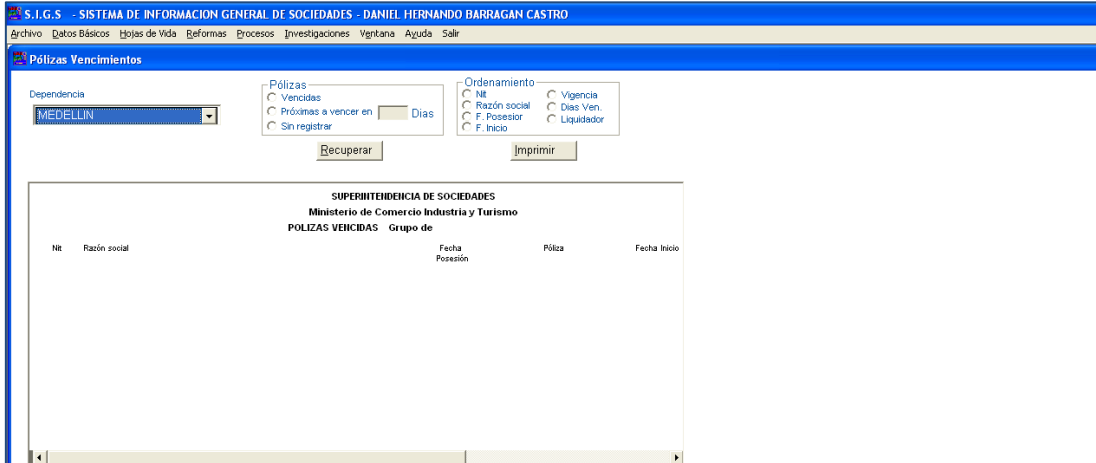 S.I.G.S - SISTEMA DE INFORMACION GENERAL DE SOCIEDADES - DANIEL HERNANDO BARRAGAN CASTRO
Archivo Datos Básicos Hojas de Vida Reformas Procesos Investigaciones Ventana Ayuda Salir
Pólizas Vencimientos
Dependencia
MEDELLIN
Pólizas
Vencidas
Próximas a vencer en Dias
Sin registrar
Ordenamiento
Nit Vigencia
Razón social Dias Ven.
F. Posesior Liquidador
F. Inicio
Recuperar Imprimir
SUPERINTENDENCIA DE SOCIEDADES
Ministerio de Comercio Industria y Turismo
POLIZAS VENCIDAS Grupo de
Nit Razón social Fecha Posesión Póliza Fecha Inicio